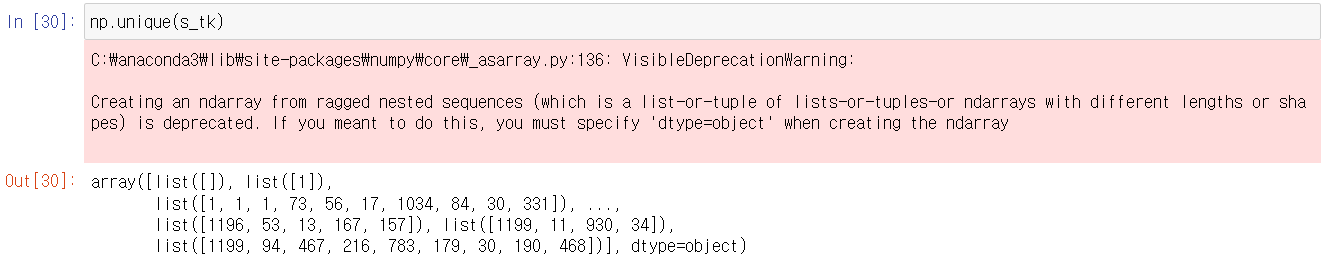 In [30]: np.unique(s_tk)
C:₩anaconda3₩lib₩site-packages₩numpy₩core₩_asarray.py:136: VisibleDeprecationWarning:
Creating an ndarray from ragged nested sequences (which is a list-or-tuple of lists-or-tuples-or ndarrays with different lengths or sha
pes) is deprecated. If you meant to do this, you must specify 'dtype=object' when creating the ndarray
Out[30]: array([list([]), list([1]),
list([1, 1, 1, 73, 56, 17, 1034, 84, 30, 331]), ...,
list([1196, 53, 13, 167, 157]), list([1199, 11, 930, 34]),
list([1199, 94, 467, 216, 783, 179, 30, 190, 468])], dtype=object)